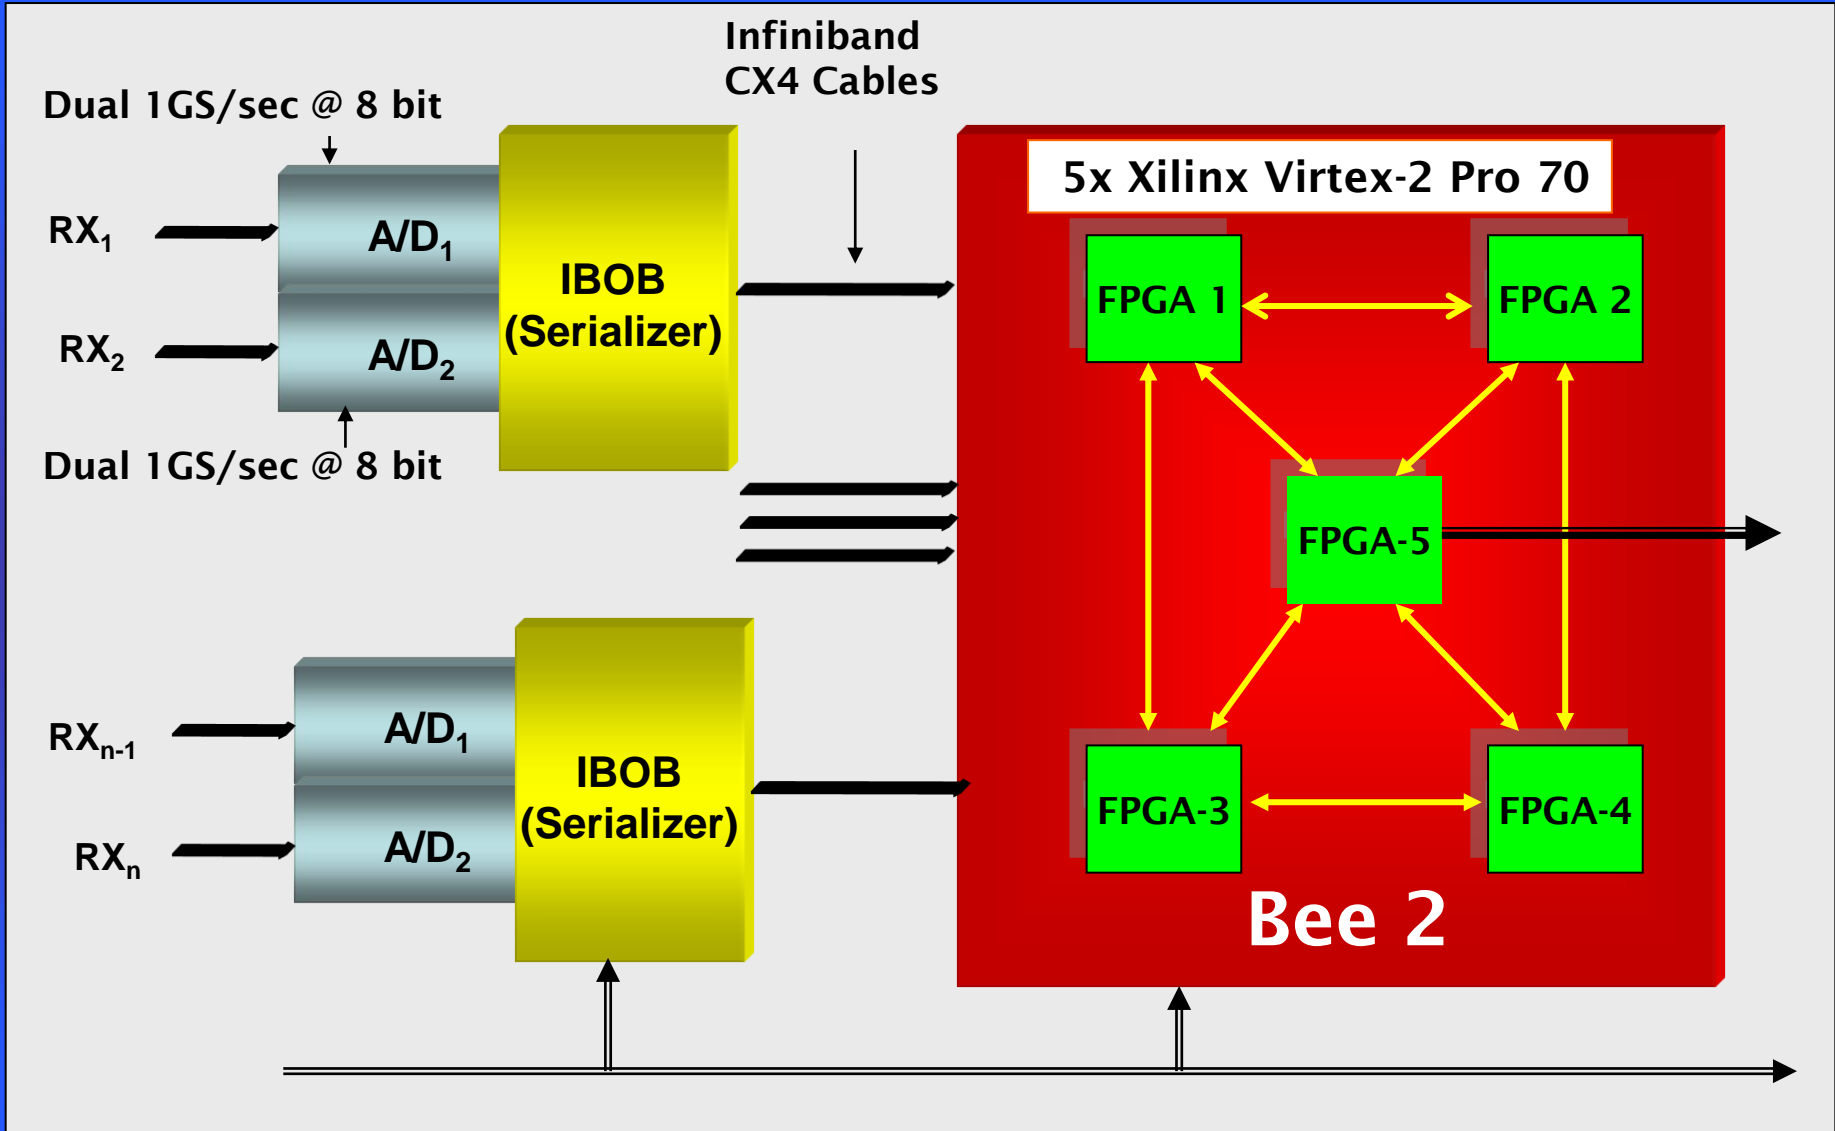 Infiniband
CX4 Cables
Dual 1GS/sec @ 8 bit
5x Xilinx Virtex-2 Pro 70
RX₁
A/D₁
IBOB
(Serializer)
FPGA 1
FPGA 2
RX₂
A/D₂
Dual 1GS/sec @ 8 bit
FPGA-5
RXₙ₋₁
A/D₁
IBOB
(Serializer)
FPGA-3
FPGA-4
RXₙ
A/D₂
Bee 2